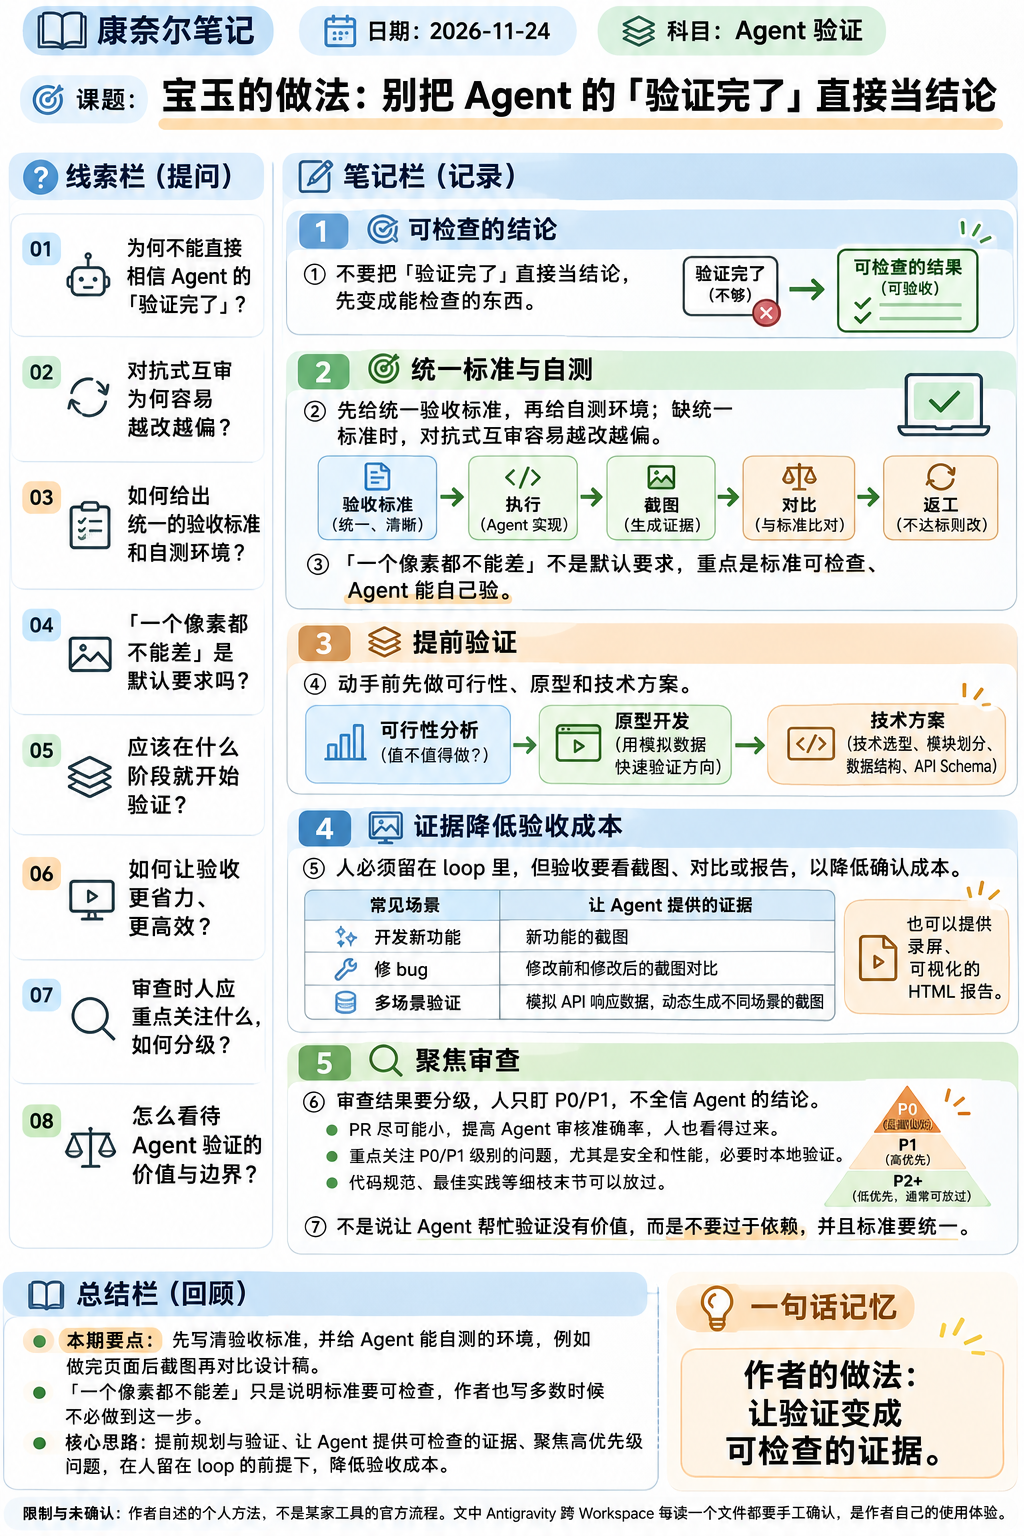 康奈尔笔记
日期：2026-11-24
科目：Agent 验证
课题：
宝玉的做法：别把 Agent 的「验证完了」直接当结论
线索栏（提问）
01
为何不能直接
相信 Agent 的
「验证完了」？
02
对抗式互审
为何容易
越改越偏？
03
如何给出
统一的验收标准
和自测环境？
04
「一个像素都
不能差」是
默认要求吗？
05
应该在什么
阶段就开始
验证？
06
如何让验收
更省力、
更高效？
07
审查时人应
重点关注什么，
如何分级？
08
怎么看待
Agent 验证的
价值与边界？
笔记栏（记录）
1 可检查的结论
① 不要把「验证完了」直接当结论，
先变成能检查的东西。
验证完了
（不够）
可检查的结果
（可验收）
2 统一标准与自测
② 先给统一验收标准，再给自测环境；缺统一
标准时，对抗式互审容易越改越偏。
验收标准
（统一、清晰）
执行
（Agent 实现）
截图
（生成证据）
对比
（与标准比对）
返工
（不达标则改）
③ 「一个像素都不能差」不是默认要求，重点是标准可检查、
Agent 能自己验。
3 提前验证
④ 动手前先做可行性、原型和技术方案。
可行性分析
（值不值得做？）
原型开发
（用模拟数据
快速验证方向）
技术方案
（技术选型、模块划分、
数据结构、API Schema）
4 证据降低验收成本
⑤ 人必须留在 loop 里，但验收要看截图、对比或报告，以降低确认成本。
常见场景 让 Agent 提供的证据
开发新功能 新功能的截图
修 bug 修改前和修改后的截图对比
多场景验证 模拟 API 响应数据，动态生成不同场景的截图
也可以提供
录屏、
可视化的
HTML 报告。
5 聚焦审查
⑥ 审查结果要分级，人只盯 P0/P1，不全信 Agent 的结论。
PR 尽可能小，提高 Agent 审核准确率，人也看得过来。
重点关注 P0/P1 级别的问题，尤其是安全和性能，必要时本地验证。
代码规范、最佳实践等细枝末节可以放过。
P0
P1
（高优先）
P2+
（低优先，通常可放过）
⑦ 不是说让 Agent 帮忙验证没有价值，而是不要过于依赖，并且标准要统一。
总结栏（回顾）
本期要点：先写清验收标准，并给 Agent 能自测的环境，例如
做完页面后截图再对比设计稿。
「一个像素都不能差」只是说明标准要可检查，作者也写多数时候
不必做到这一步。
核心思路：提前规划与验证、让 Agent 提供可检查的证据、聚焦高优先级
问题，在人留在 loop 的前提下，降低验收成本。
一句话记忆
作者的做法：
让验证变成
可检查的证据。
限制与未确认：作者自述的个人方法，不是某家工具的官方流程。文中 Antigravity 跨 Workspace 每读一个文件都要手工确认，是作者自己的使用体验。